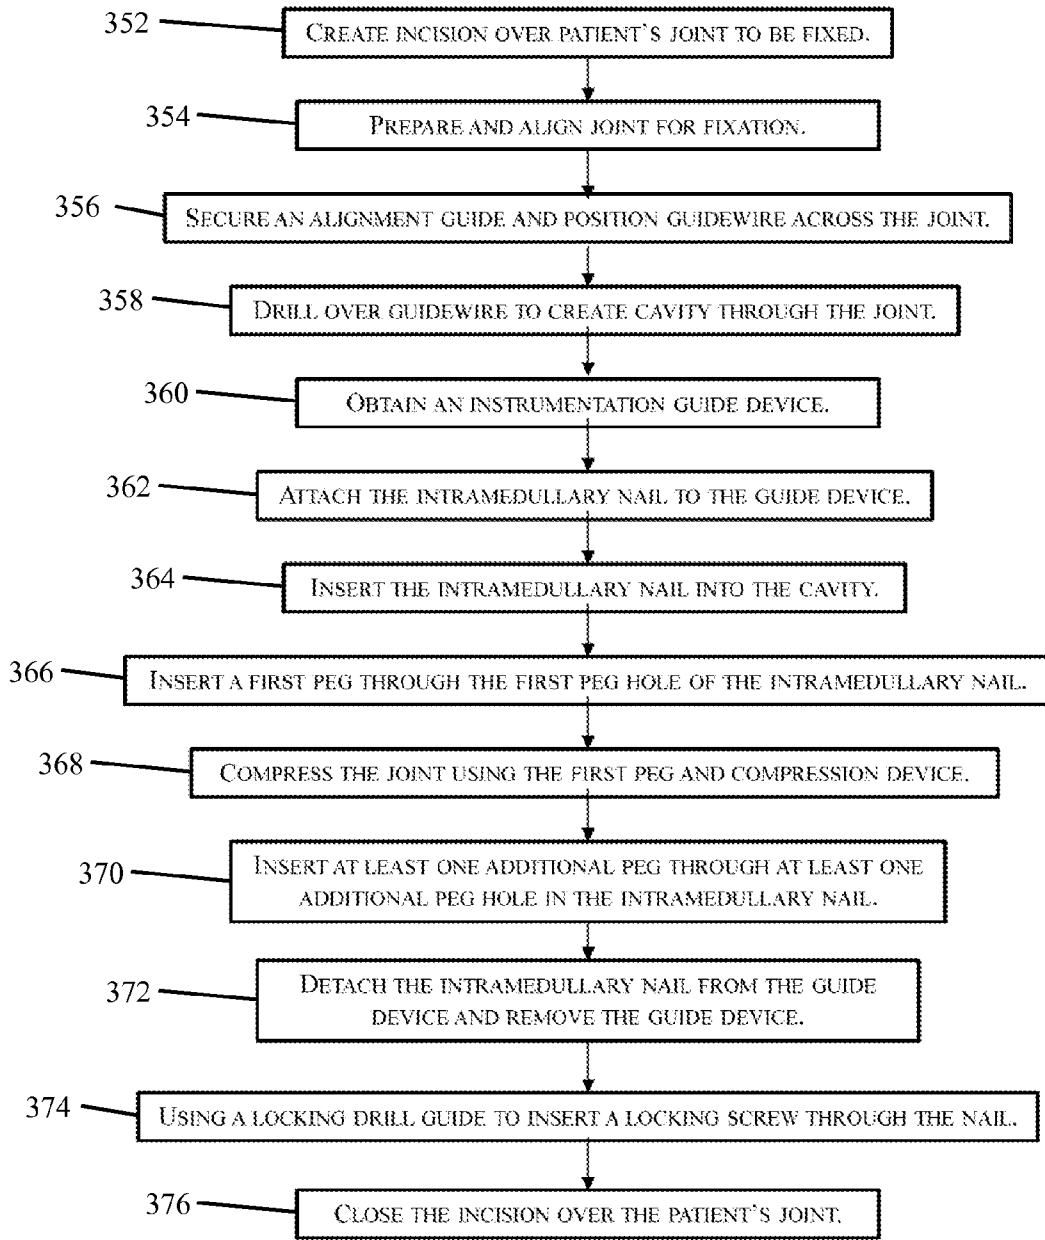 352
CREATE INCISION OVER PATIENT'S JOINT TO BE FIXED.
354
PREPARE AND ALIGN JOINT FOR FIXATION.
356
SECURE AN ALIGNMENT GUIDE AND POSITION GUIDEWIRE ACROSS THE JOINT.
358
DRILL OVER GUIDEWIRE TO CREATE CAVITY THROUGH THE JOINT.
360
OBTAIN AN INSTRUMENTATION GUIDE DEVICE.
362
ATTACH THE INTRAMEDULLARY NAIL TO THE GUIDE DEVICE.
364
INSERT THE INTRAMEDULLARY NAIL INTO THE CAVITY.
366
INSERT A FIRST PEG THROUGH THE FIRST PEG HOLE OF THE INTRAMEDULLARY NAIL.
368
COMPRESS THE JOINT USING THE FIRST PEG AND COMPRESSION DEVICE.
370
INSERT AT LEAST ONE ADDITIONAL PEG THROUGH AT LEAST ONE
ADDITIONAL PEG HOLE IN THE INTRAMEDULLARY NAIL.
372
DETACH THE INTRAMEDULLARY NAIL FROM THE GUIDE
DEVICE AND REMOVE THE GUIDE DEVICE.
374
USING A LOCKING DRILL GUIDE TO INSERT A LOCKING SCREW THROUGH THE NAIL.
376
CLOSE THE INCISION OVER THE PATIENT'S JOINT.